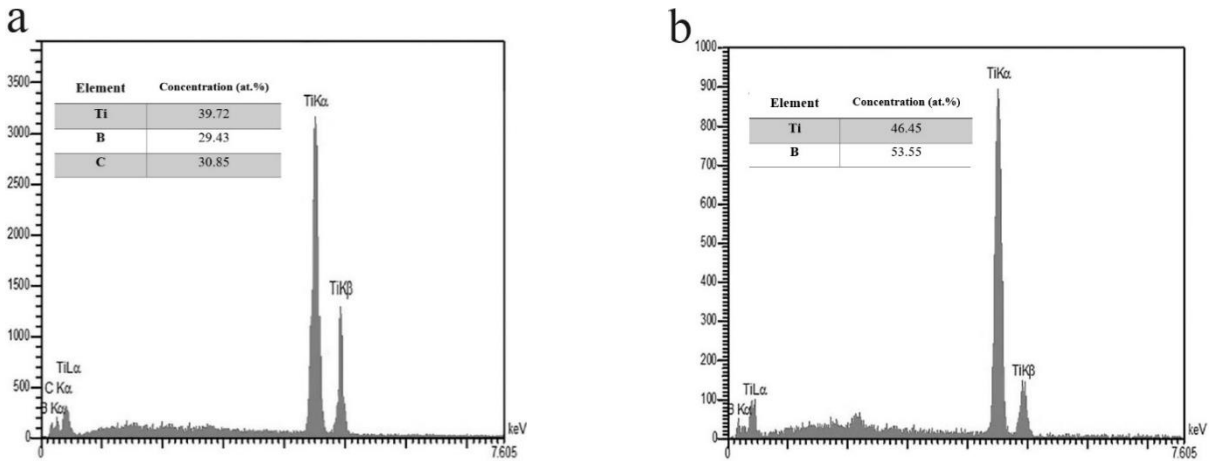 a
3500
3000
2500
2000
1500
1000
500
0
Element Concentration (at.%)
Ti 39.72
B 29.43
C 30.85
TiKα
TiKβ
TiLα
C Kα
B Kα
keV
0
7.605
b
1000
900
800
700
600
500
400
300
200
100
0
Element Concentration (at.%)
Ti 46.45
B 53.55
TiKα
TiKβ
TiLα
B Kα
keV
0
7.605